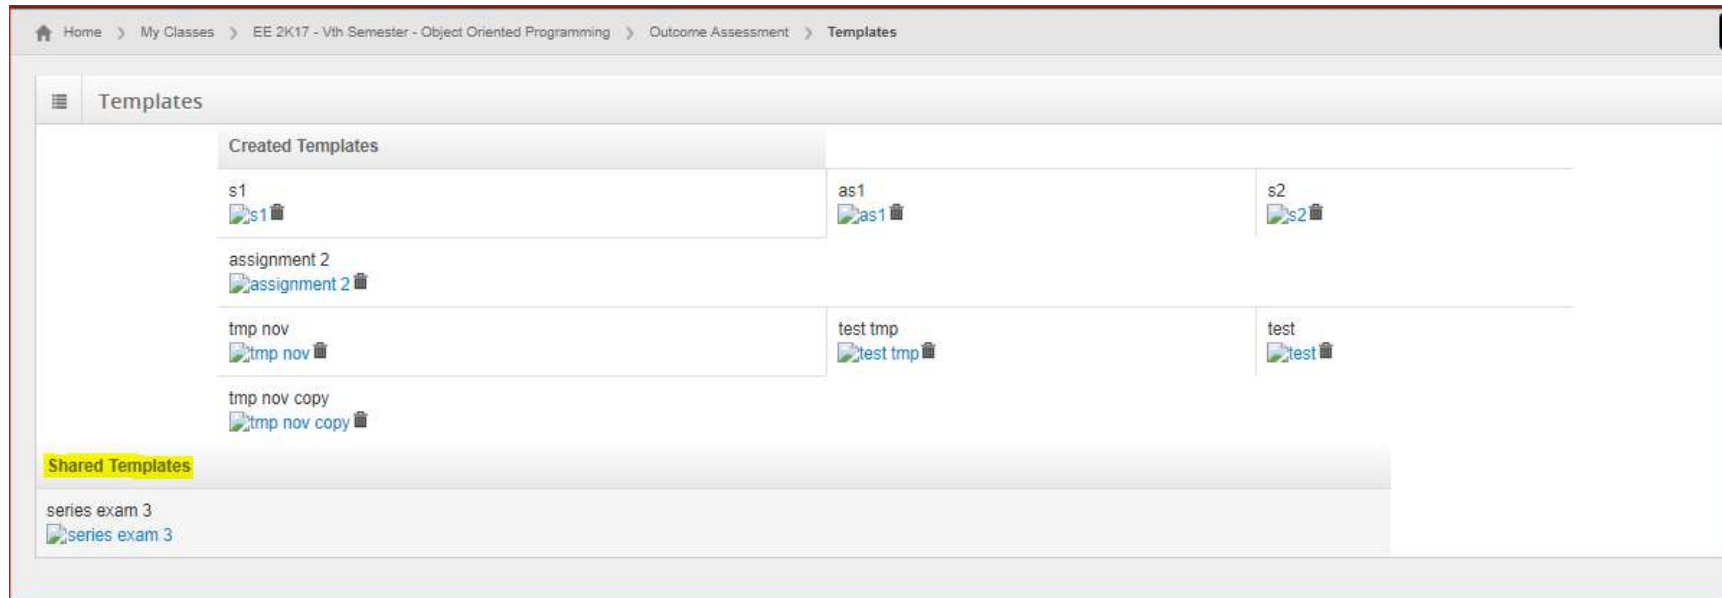 Home > My Classes > EE 2K17 - Vth Semester - Object Oriented Programming > Outcome Assessment > Templates
Templates
Created Templates
s1 as1 s2
s1 as1 s2
assignment 2
assignment 2
tmp nov test tmp test
tmp nov test tmp test
tmp nov copy
tmp nov copy
Shared Templates
series exam 3
series exam 3